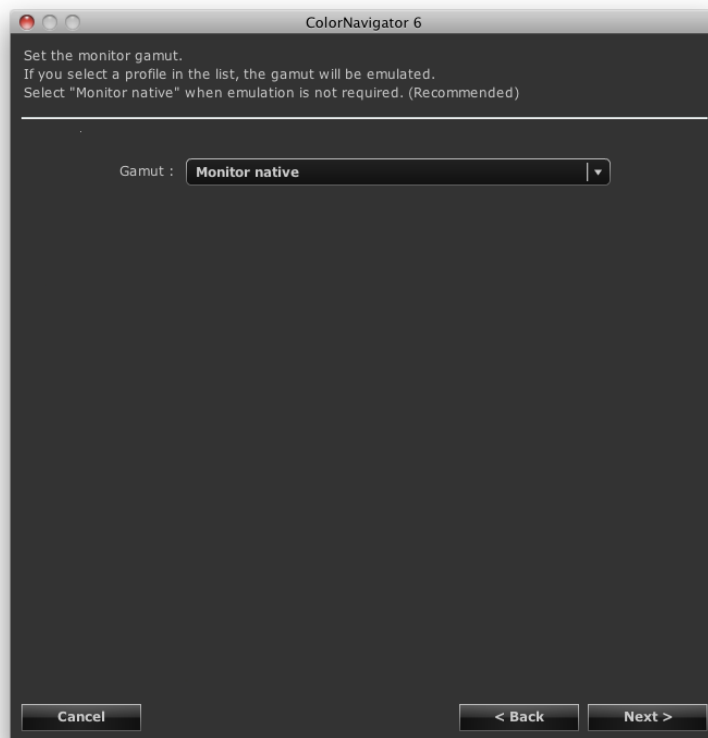 ColorNavigator 6
Set the monitor gamut.
If you select a profile in the list, the gamut will be emulated.
Select "Monitor native" when emulation is not required. (Recommended)
Gamut : Monitor native
Cancel < Back Next >